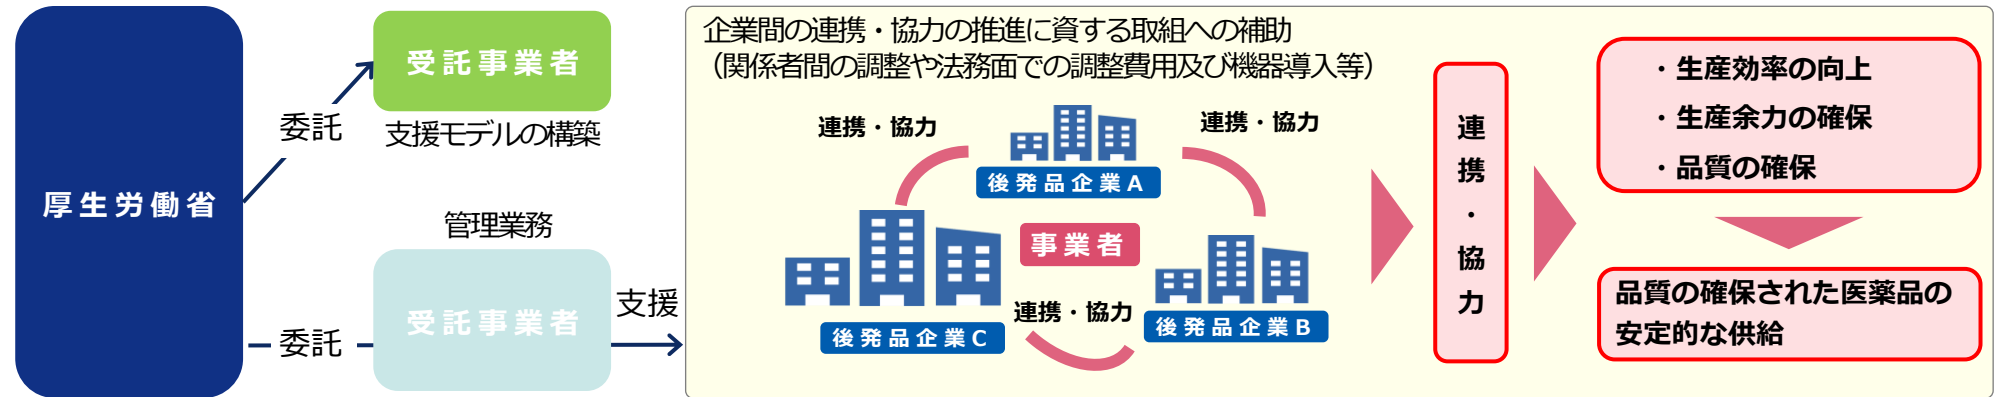 厚生労働省
委託
受託事業者
支援モデルの構築
管理業務
委託
受託事業者
支援
企業間の連携・協力の推進に資する取組への補助
（関係者間の調整や法務面での調整費用及び機器導入等）
連携・協力
連携・協力
後発品企業A
事業者
連携・協力
後発品企業C
後発品企業B
連携・協力
・生産効率の向上
・生産余力の確保
・品質の確保
品質の確保された医薬品の
安定的な供給